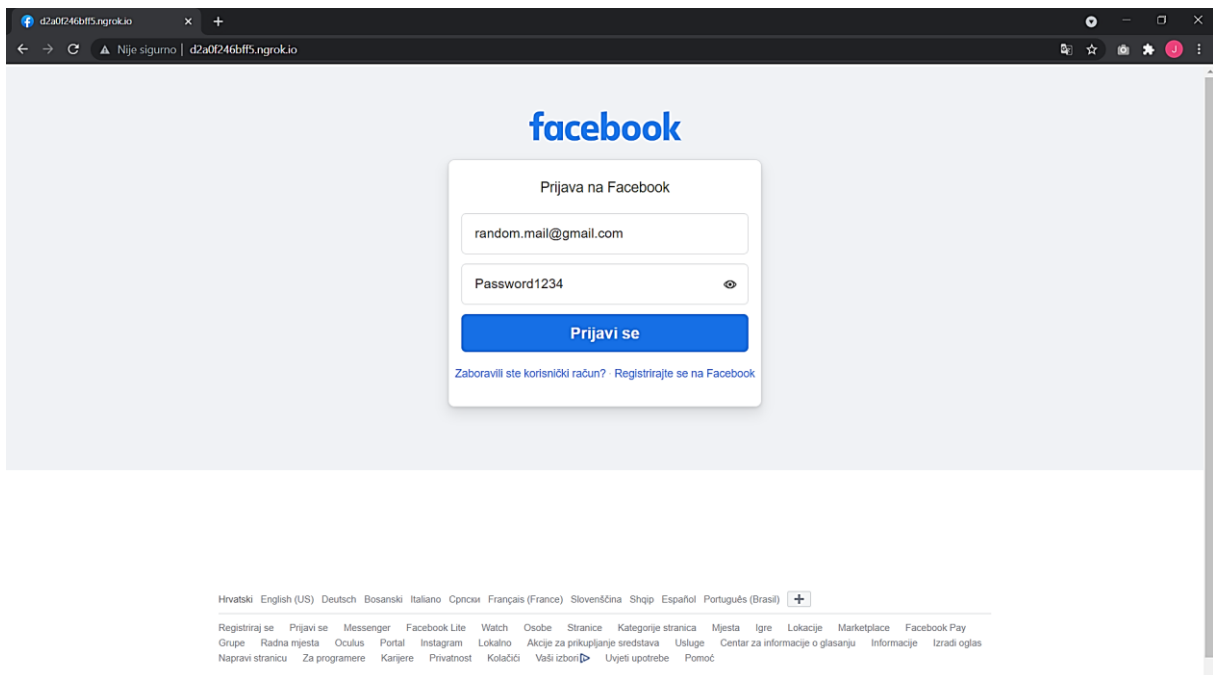 d2a0f246bff5.ngrok.io
Nije sigurno | d2a0f246bff5.ngrok.io
J
facebook
Prijava na Facebook
random.mail@gmail.com
Password1234
Prijavi se
Zaboravili ste korisnički račun? · Registrirajte se na Facebook
Hrvatski English (US) Deutsch Bosanski Italiano Српски Français (France) Slovenščina Shqip Español Português (Brasil)
Registriraj se Prijavi se Messenger Facebook Lite Watch Osobe Stranice Kategorije stranica Mjesta Igre Lokacije Marketplace Facebook Pay
Grupe Radna mjesta Oculus Portal Instagram Lokalno Akcije za prikupljanje sredstava Usluge Centar za informacije o glasanju Informacije Izradi oglas
Napravi stranicu Za programere Karijere Privatnost Kolačići Vaši izbori Uvjeti upotrebe Pomoć